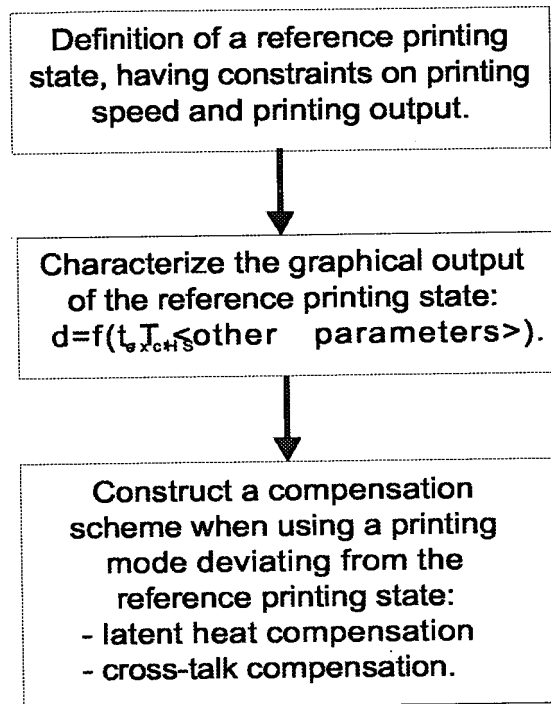 Definition of a reference printing
state, having constraints on printing
speed and printing output.
Characterize the graphical output
of the reference printing state:
d=f( <other parameters>).
Construct a compensation
scheme when using a printing
mode deviating from the
reference printing state:
- latent heat compensation
- cross-talk compensation.